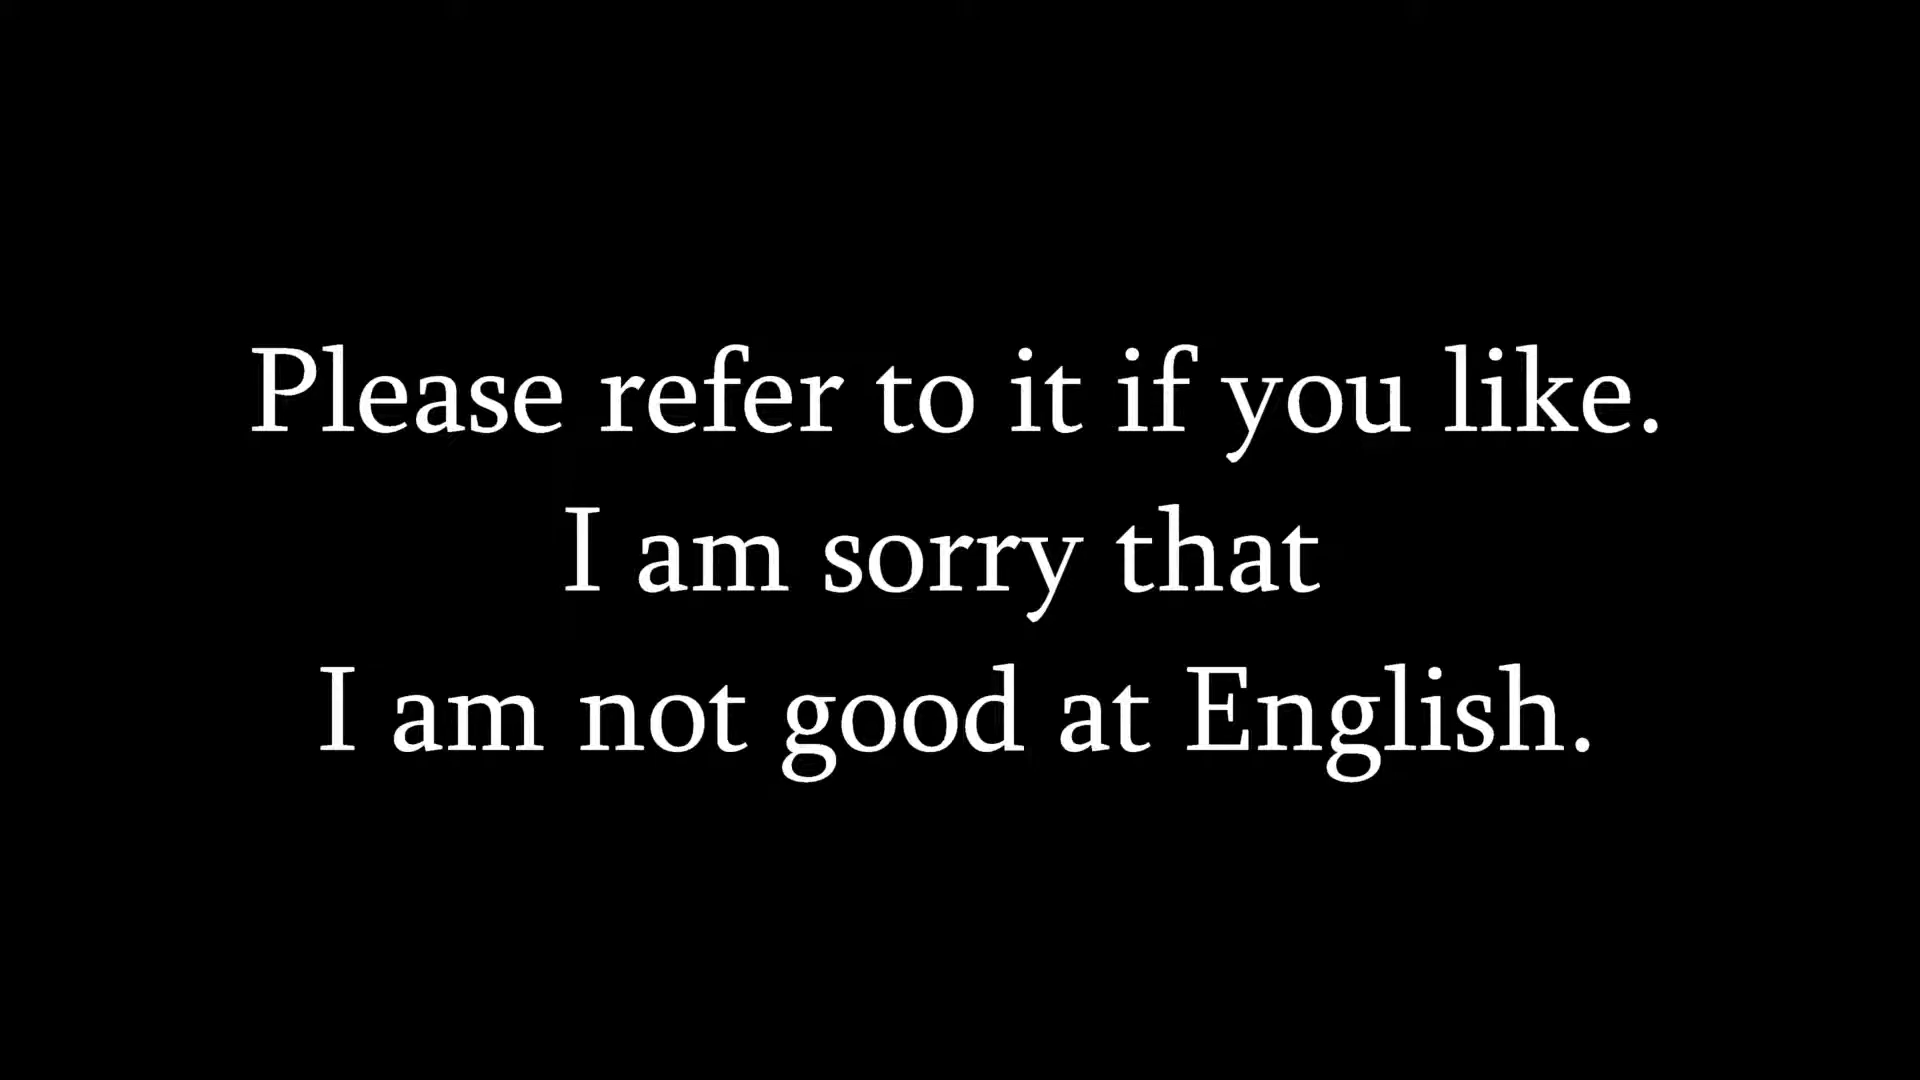 Please refer to it if you like.
I am sorry that
I am not good at English.